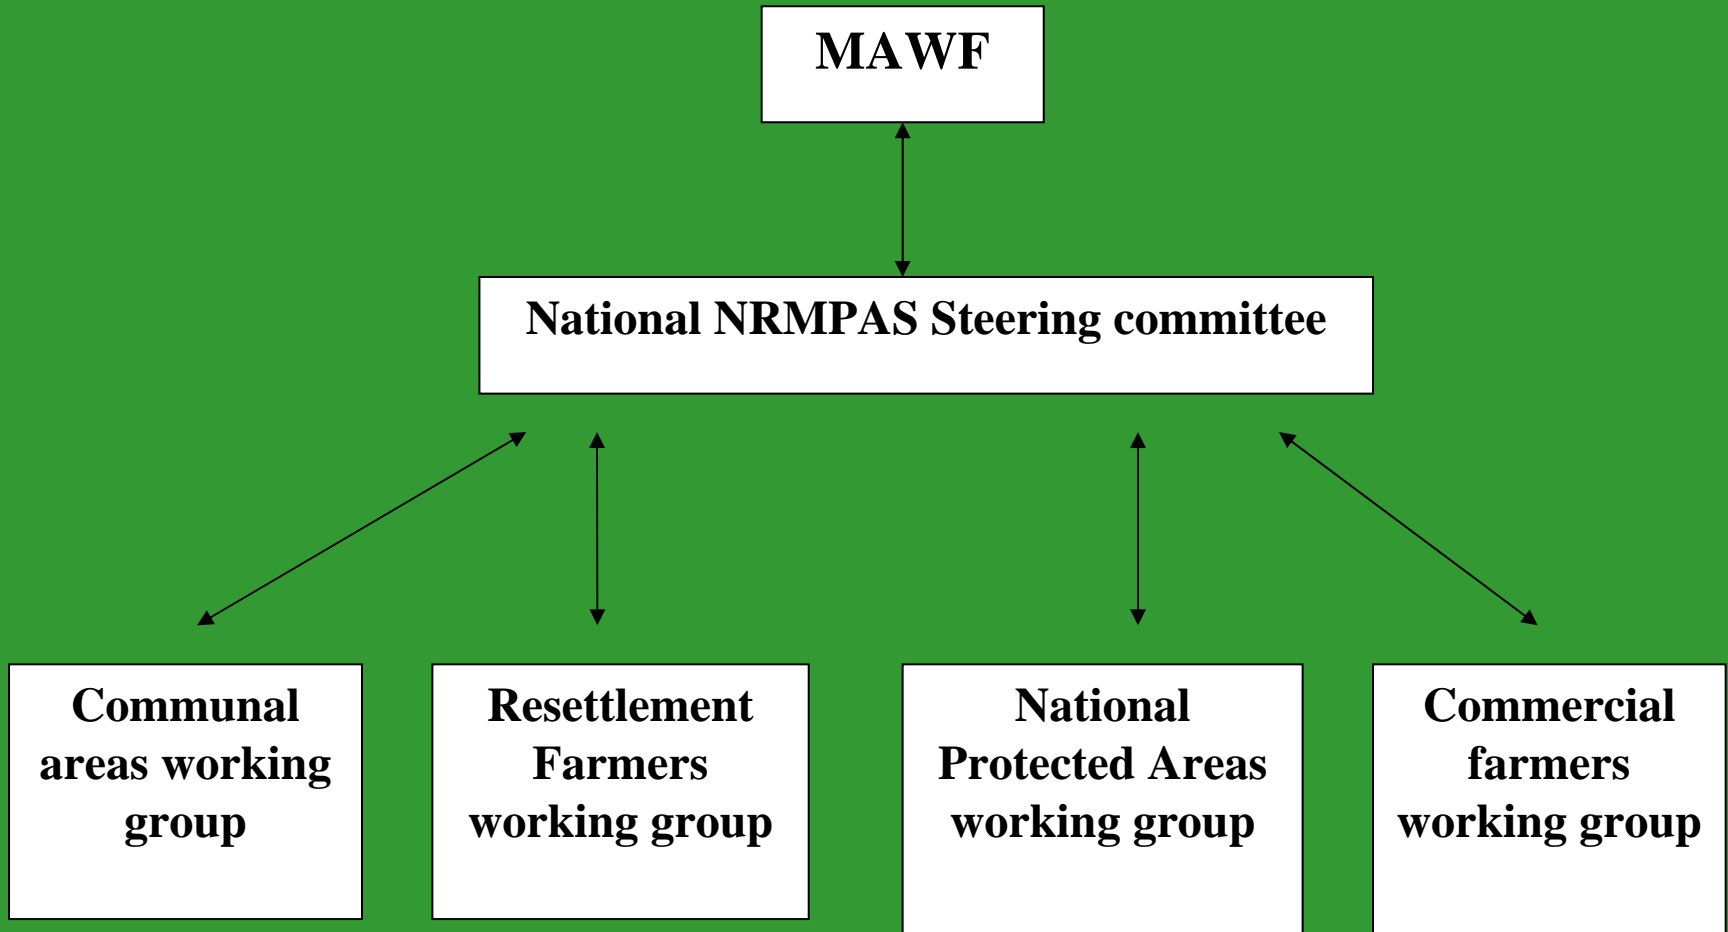 MAWF
National NRMPAS Steering committee
Communal
areas working
group
Resettlement
Farmers
working group
National
Protected Areas
working group
Commercial
farmers
working group